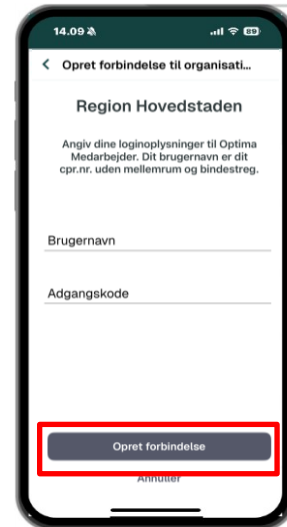 14.09
89
Opret forbindelse til organisati...
Region Hovedstaden
Angiv dine loginoplysninger til Optima
Medarbejder. Dit brugernavn er dit
cpr.nr. uden mellemrum og bindestreg.
Brugernavn
Adgangskode
Opret forbindelse
Annuller